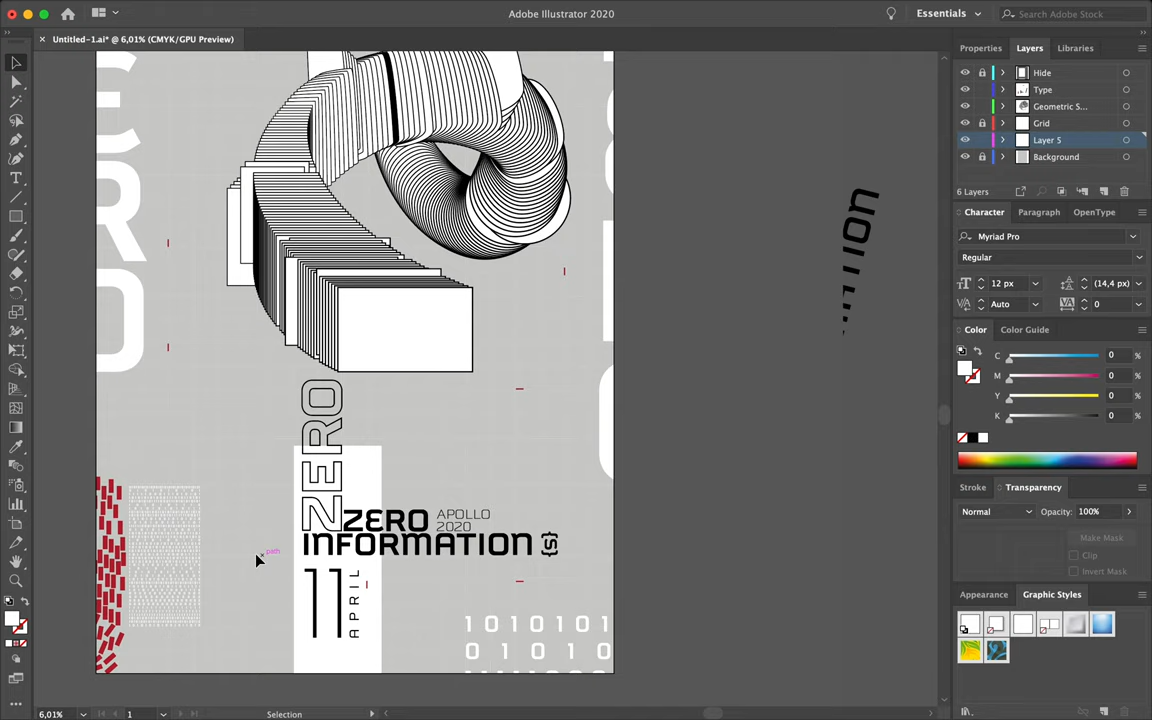 Adobe Illustrator 2020
Essentials
Search Adobe Stock
Untitled-1.ai* @ 6,01% (CMYK/GPU Preview)
Properties
Layers
Libraries
Hide
Type
Geometric S...
Grid
Layer 5
Background
6 Layers
Character
Paragraph
OpenType
Myriad Pro
Regular
12 px
(14,4 px)
Auto
0
Color
Color Guide
C 0 %
M 0 %
Y 0 %
K 0 %
Stroke
Transparency
Normal
Opacity: 100%
Make Mask
Clip
Invert Mask
Appearance
Graphic Styles
ERO
ZERO
ZERO
APOLLO
2020
INFORMATION {S}
path
11
APRIL
1 0 1 0 1 0 1
0 1 0 1 0
6,01%
1
Selection